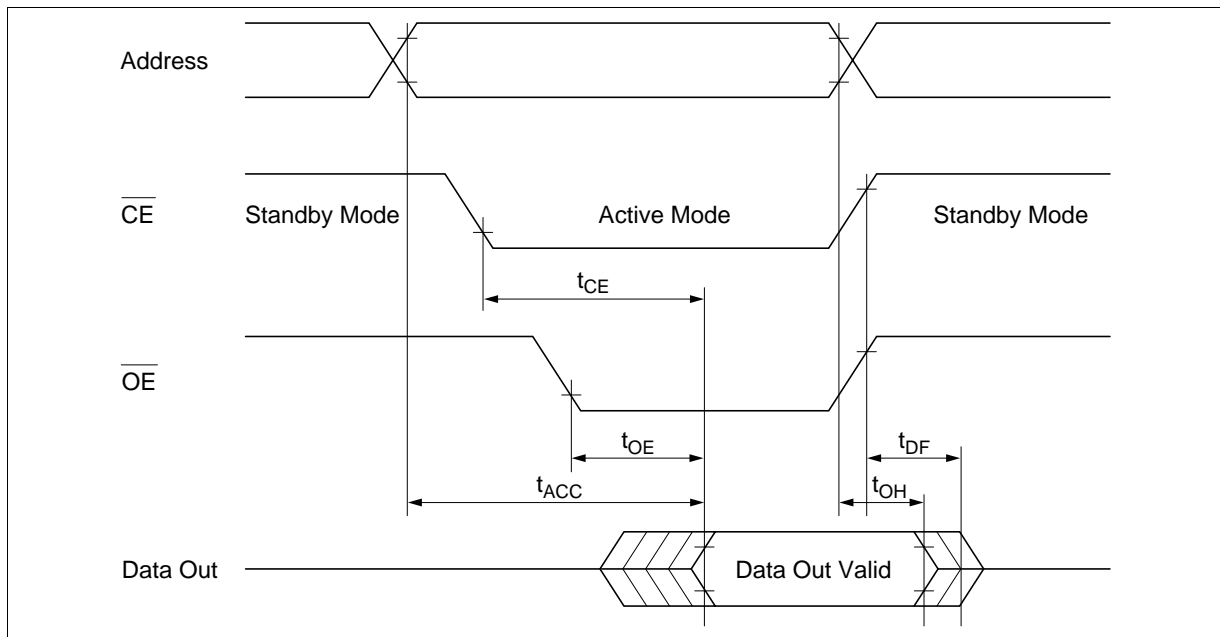 Address
CE
Standby Mode
Active Mode
Standby Mode
tCE
OE
tOE
tDF
tACC
tOH
Data Out
Data Out Valid